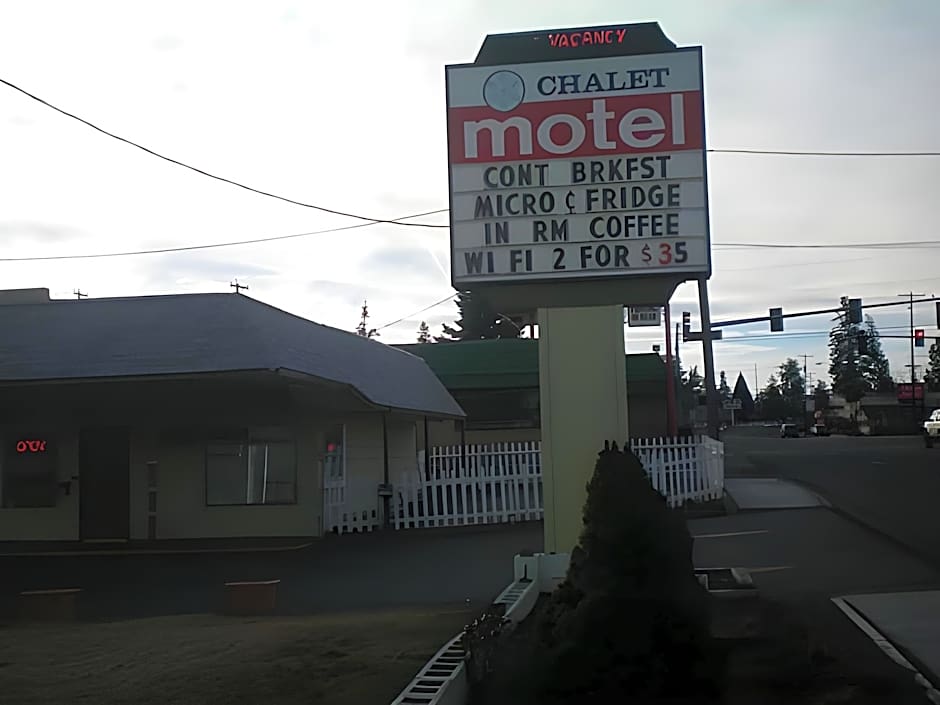 VACANCY
CHALET
motel
CONT BRKFST
MICRO ¢ FRIDGE
IN RM COFFEE
WI FI 2 FOR $35